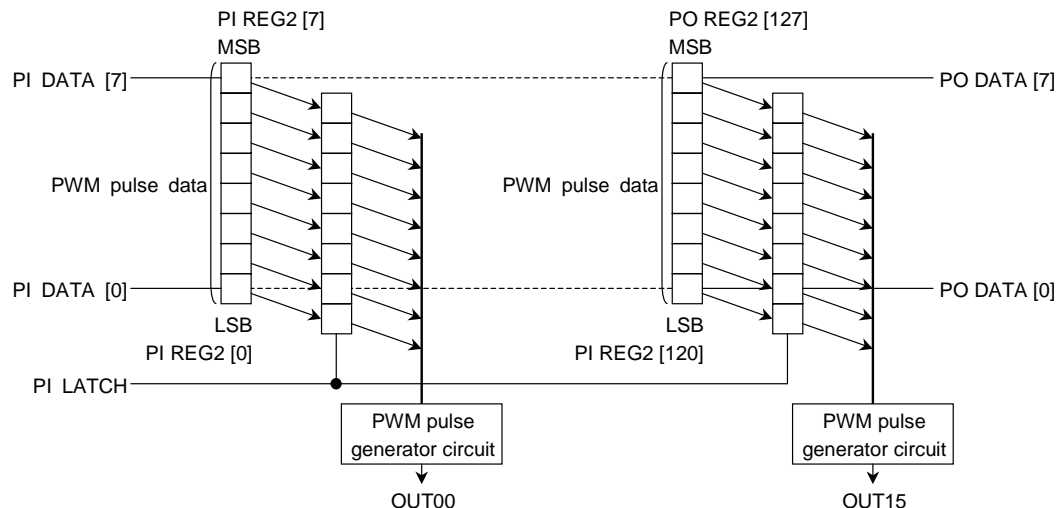 PI REG2 [7]
MSB
PO REG2 [127]
MSB
PI DATA [7]
PO DATA [7]
PWM pulse data
PWM pulse data
PI DATA [0]
PO DATA [0]
LSB
PI REG2 [0]
LSB
PI REG2 [120]
PI LATCH
PWM pulse
generator circuit
PWM pulse
generator circuit
OUT00
OUT15